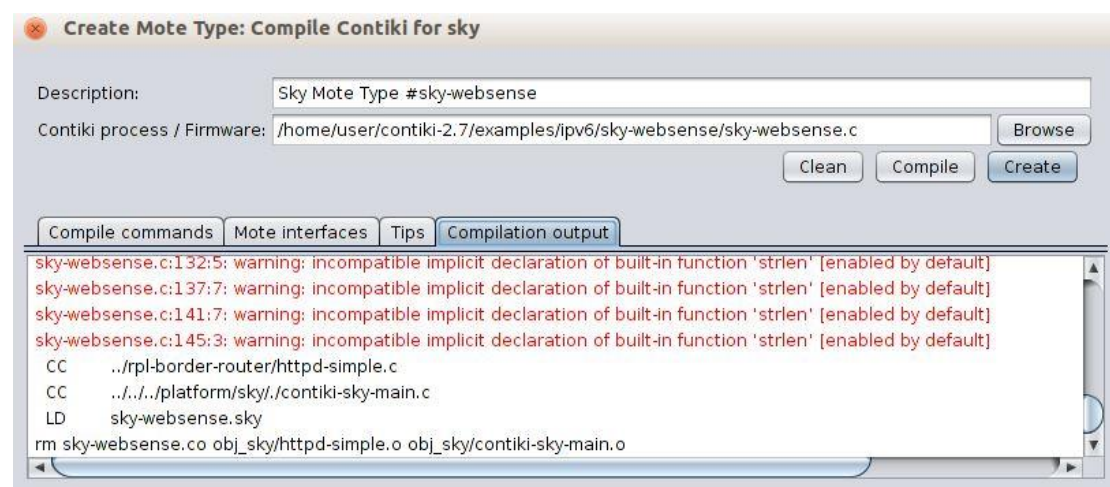 Create Mote Type: Compile Contiki for sky
Description: Sky Mote Type #sky-websense
Contiki process / Firmware: /home/user/contiki-2.7/examples/ipv6/sky-websense/sky-websense.c Browse
Clean Compile Create
Compile commands Mote interfaces Tips Compilation output
sky-websense.c:132:5: warning: incompatible implicit declaration of built-in function 'strlen' [enabled by default]
sky-websense.c:137:7: warning: incompatible implicit declaration of built-in function 'strlen' [enabled by default]
sky-websense.c:141:7: warning: incompatible implicit declaration of built-in function 'strlen' [enabled by default]
sky-websense.c:145:3: warning: incompatible implicit declaration of built-in function 'strlen' [enabled by default]
CC ../rpl-border-router/httpd-simple.c
CC ../../../platform/sky/./contiki-sky-main.c
LD sky-websense.sky
rm sky-websense.co obj_sky/httpd-simple.o obj_sky/contiki-sky-main.o